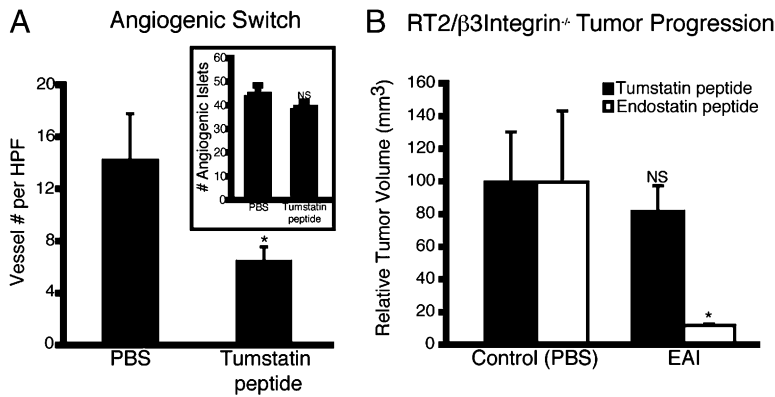 A
Angiogenic Switch
Vessel # per HPF
20
16
12
8
4
0
*
PBS
Tumstatin
peptide
# Angiogenic Islets
60
50
40
30
20
10
0
NS
PBS
Tumstatin
peptide
B
RT2/β3Integrin-/- Tumor Progression
Relative Tumor Volume (mm3)
160
140
120
100
80
60
40
20
0
Tumstatin peptide
Endostatin peptide
NS
*
Control (PBS)
EAI